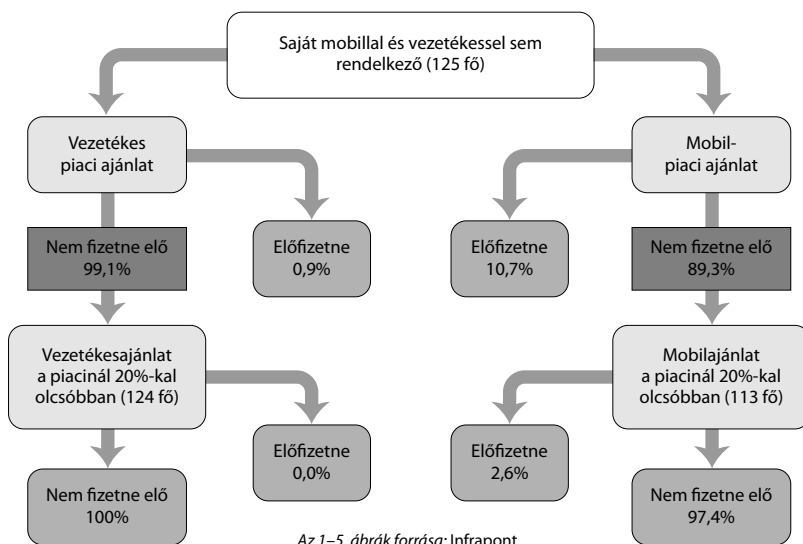 Saját mobillal és vezetékessel sem
rendelkező (125 fő)
Vezetékes
piaci ajánlat
Mobil-
piaci ajánlat
Nem fizetne elő
99,1%
Előfizetne
0,9%
Előfizetne
10,7%
Nem fizetne elő
89,3%
Vezetékesajánlat
a piacinál 20%-kal
olcsóbban (124 fő)
Mobilajánlat
a piacinál 20%-kal
olcsóbban (113 fő)
Előfizetne
0,0%
Előfizetne
2,6%
Nem fizetne elő
100%
Nem fizetne elő
97,4%
Az 1–5. ábrák forrása: Infrapont